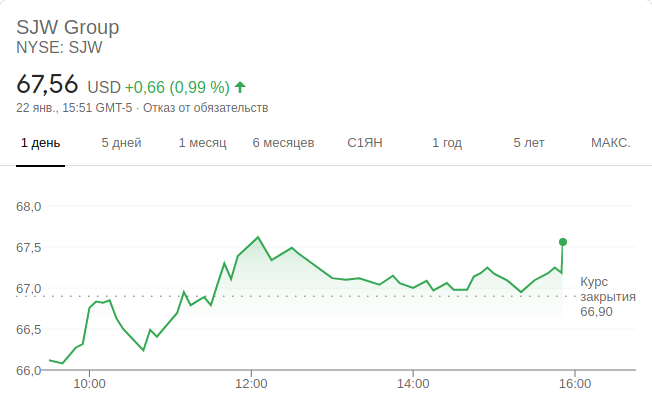 SJW Group
NYSE: SJW
67,56 USD +0,66 (0,99 %)
22 янв., 15:51 GMT-5 · Отказ от обязательств
1 день 5 дней 1 месяц 6 месяцев С1ЯН 1 год 5 лет МАКС.
68,0
67,5
67,0
66,5
66,0
Курс
закрытия
66,90
10:00 12:00 14:00 16:00